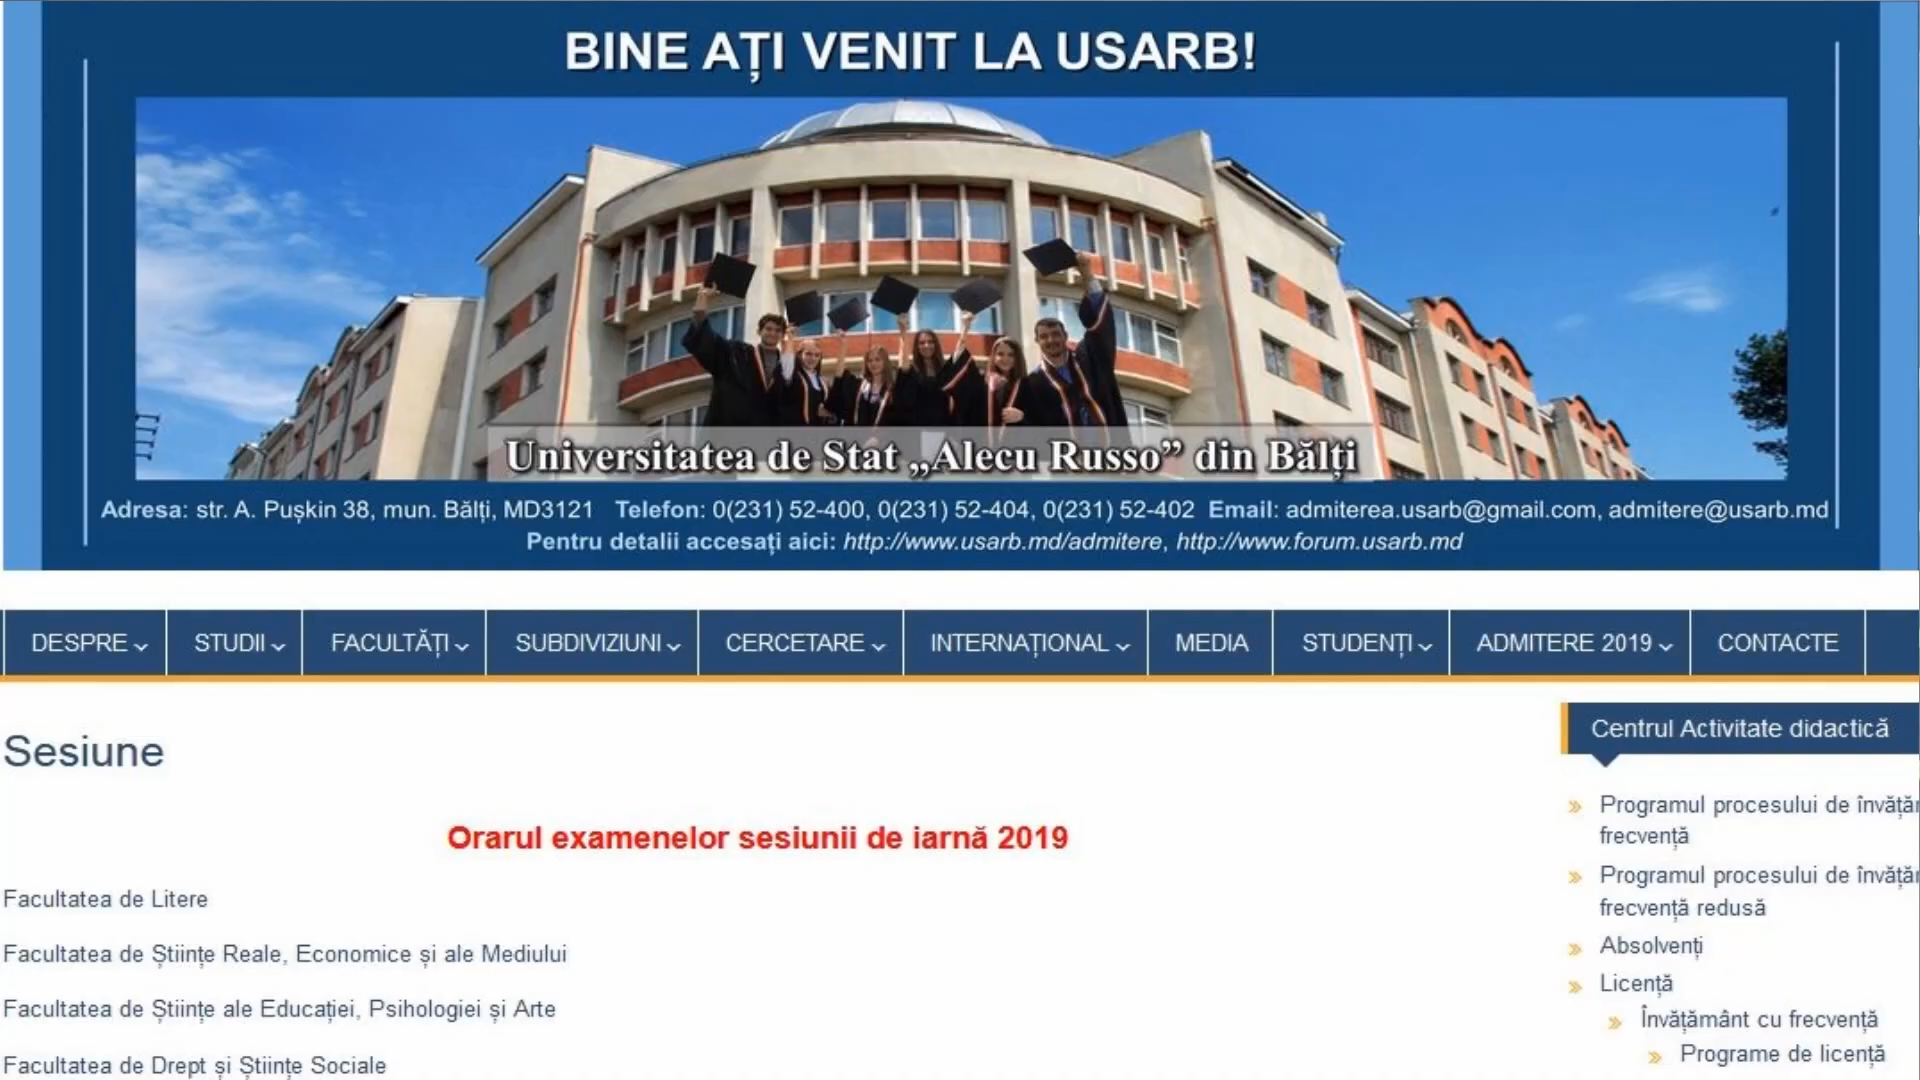 BINE AȚI VENIT LA USARB!
Universitatea de Stat „Alecu Russo” din Bălți
Adresa: str. A. Pușkin 38, mun. Bălți, MD3121 Telefon: 0(231) 52-400, 0(231) 52-404, 0(231) 52-402 Email: admiterea.usarb@gmail.com, admitere@usarb.md
Pentru detalii accesați aici: http://www.usarb.md/admitere, http://www.forum.usarb.md
DESPRE STUDII FACULTĂȚI SUBDIVIZIUNI CERCETARE INTERNAȚIONAL MEDIA STUDENȚI ADMITERE 2019 CONTACTE
Sesiune
Orarul examenelor sesiunii de iarnă 2019
Facultatea de Litere
Facultatea de Științe Reale, Economice și ale Mediului
Facultatea de Științe ale Educației, Psihologiei și Arte
Facultatea de Drept și Științe Sociale
Centrul Activitate didactică
Programul procesului de
frecvență
Programul procesului de
frecvență redusă
Absolvenți
Licență
Învățământ cu frecvență
Programe de licență